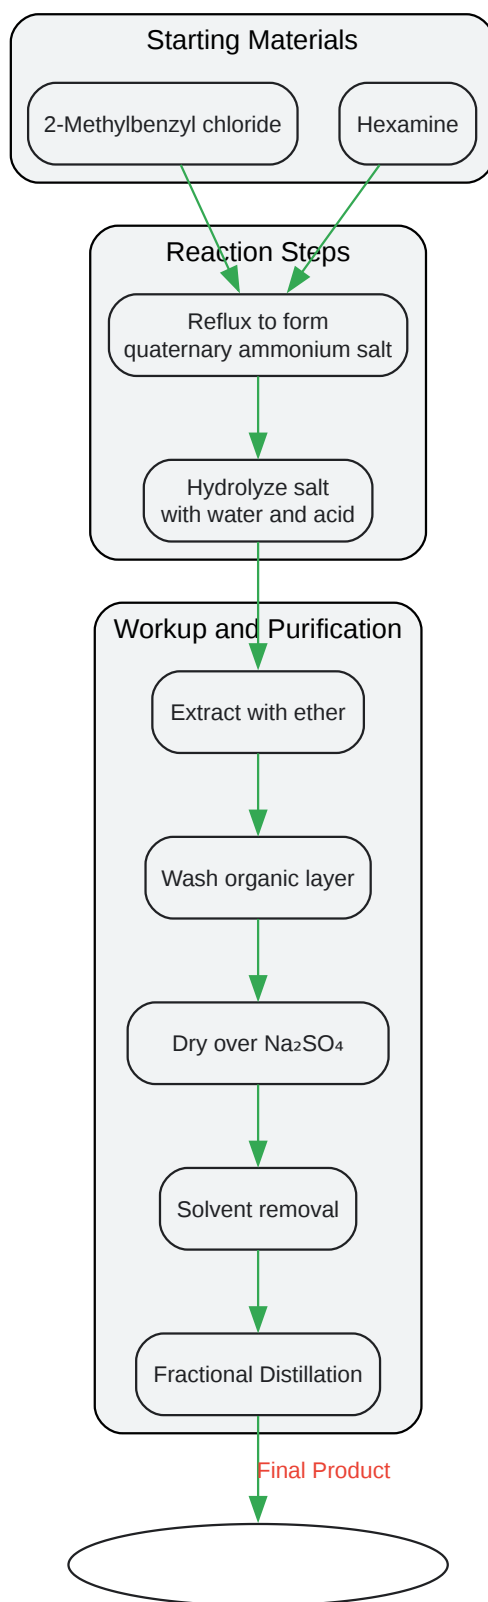 Starting Materials
2-Methylbenzyl chloride
Hexamine
Reaction Steps
Reflux to form
quaternary ammonium salt
Hydrolyze salt
with water and acid
Workup and Purification
Extract with ether
Wash organic layer
Dry over Na₂SO₄
Solvent removal
Fractional Distillation
Final Product